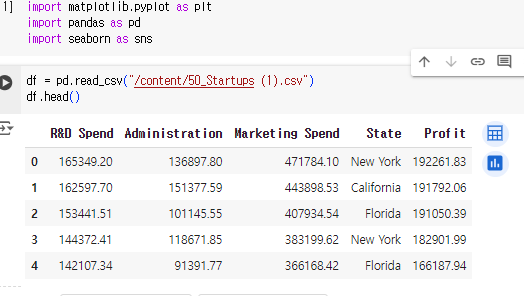 1] import matplotlib.pyplot as plt
import pandas as pd
import seaborn as sns
df = pd.read_csv("/content/50_Startups (1).csv")
df.head()
R&D Spend Administration Marketing Spend State Profit
0 165349.20 136897.80 471784.10 New York 192261.83
1 162597.70 151377.59 443898.53 California 191792.06
2 153441.51 101145.55 407934.54 Florida 191050.39
3 144372.41 118671.85 383199.62 New York 182901.99
4 142107.34 91391.77 366168.42 Florida 166187.94